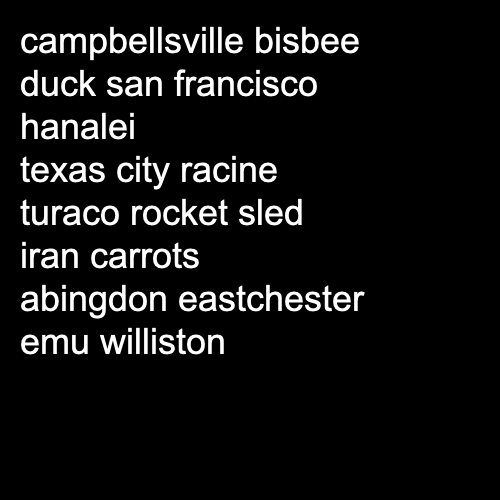 campbellsville bisbee
duck san francisco
hanalei
texas city racine
turaco rocket sled
iran carrots
abingdon eastchester
emu williston